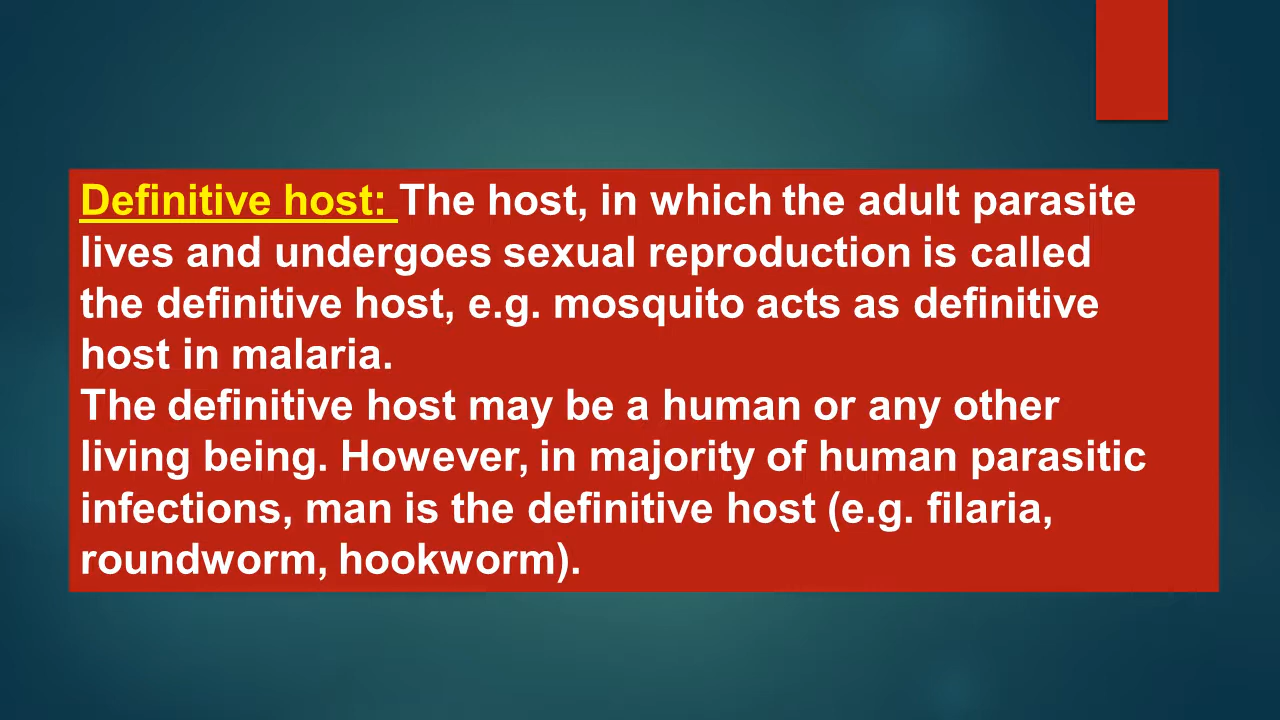 Definitive host: The host, in which the adult parasite
lives and undergoes sexual reproduction is called
the definitive host, e.g. mosquito acts as definitive
host in malaria.
The definitive host may be a human or any other
living being. However, in majority of human parasitic
infections, man is the definitive host (e.g. filaria,
roundworm, hookworm).